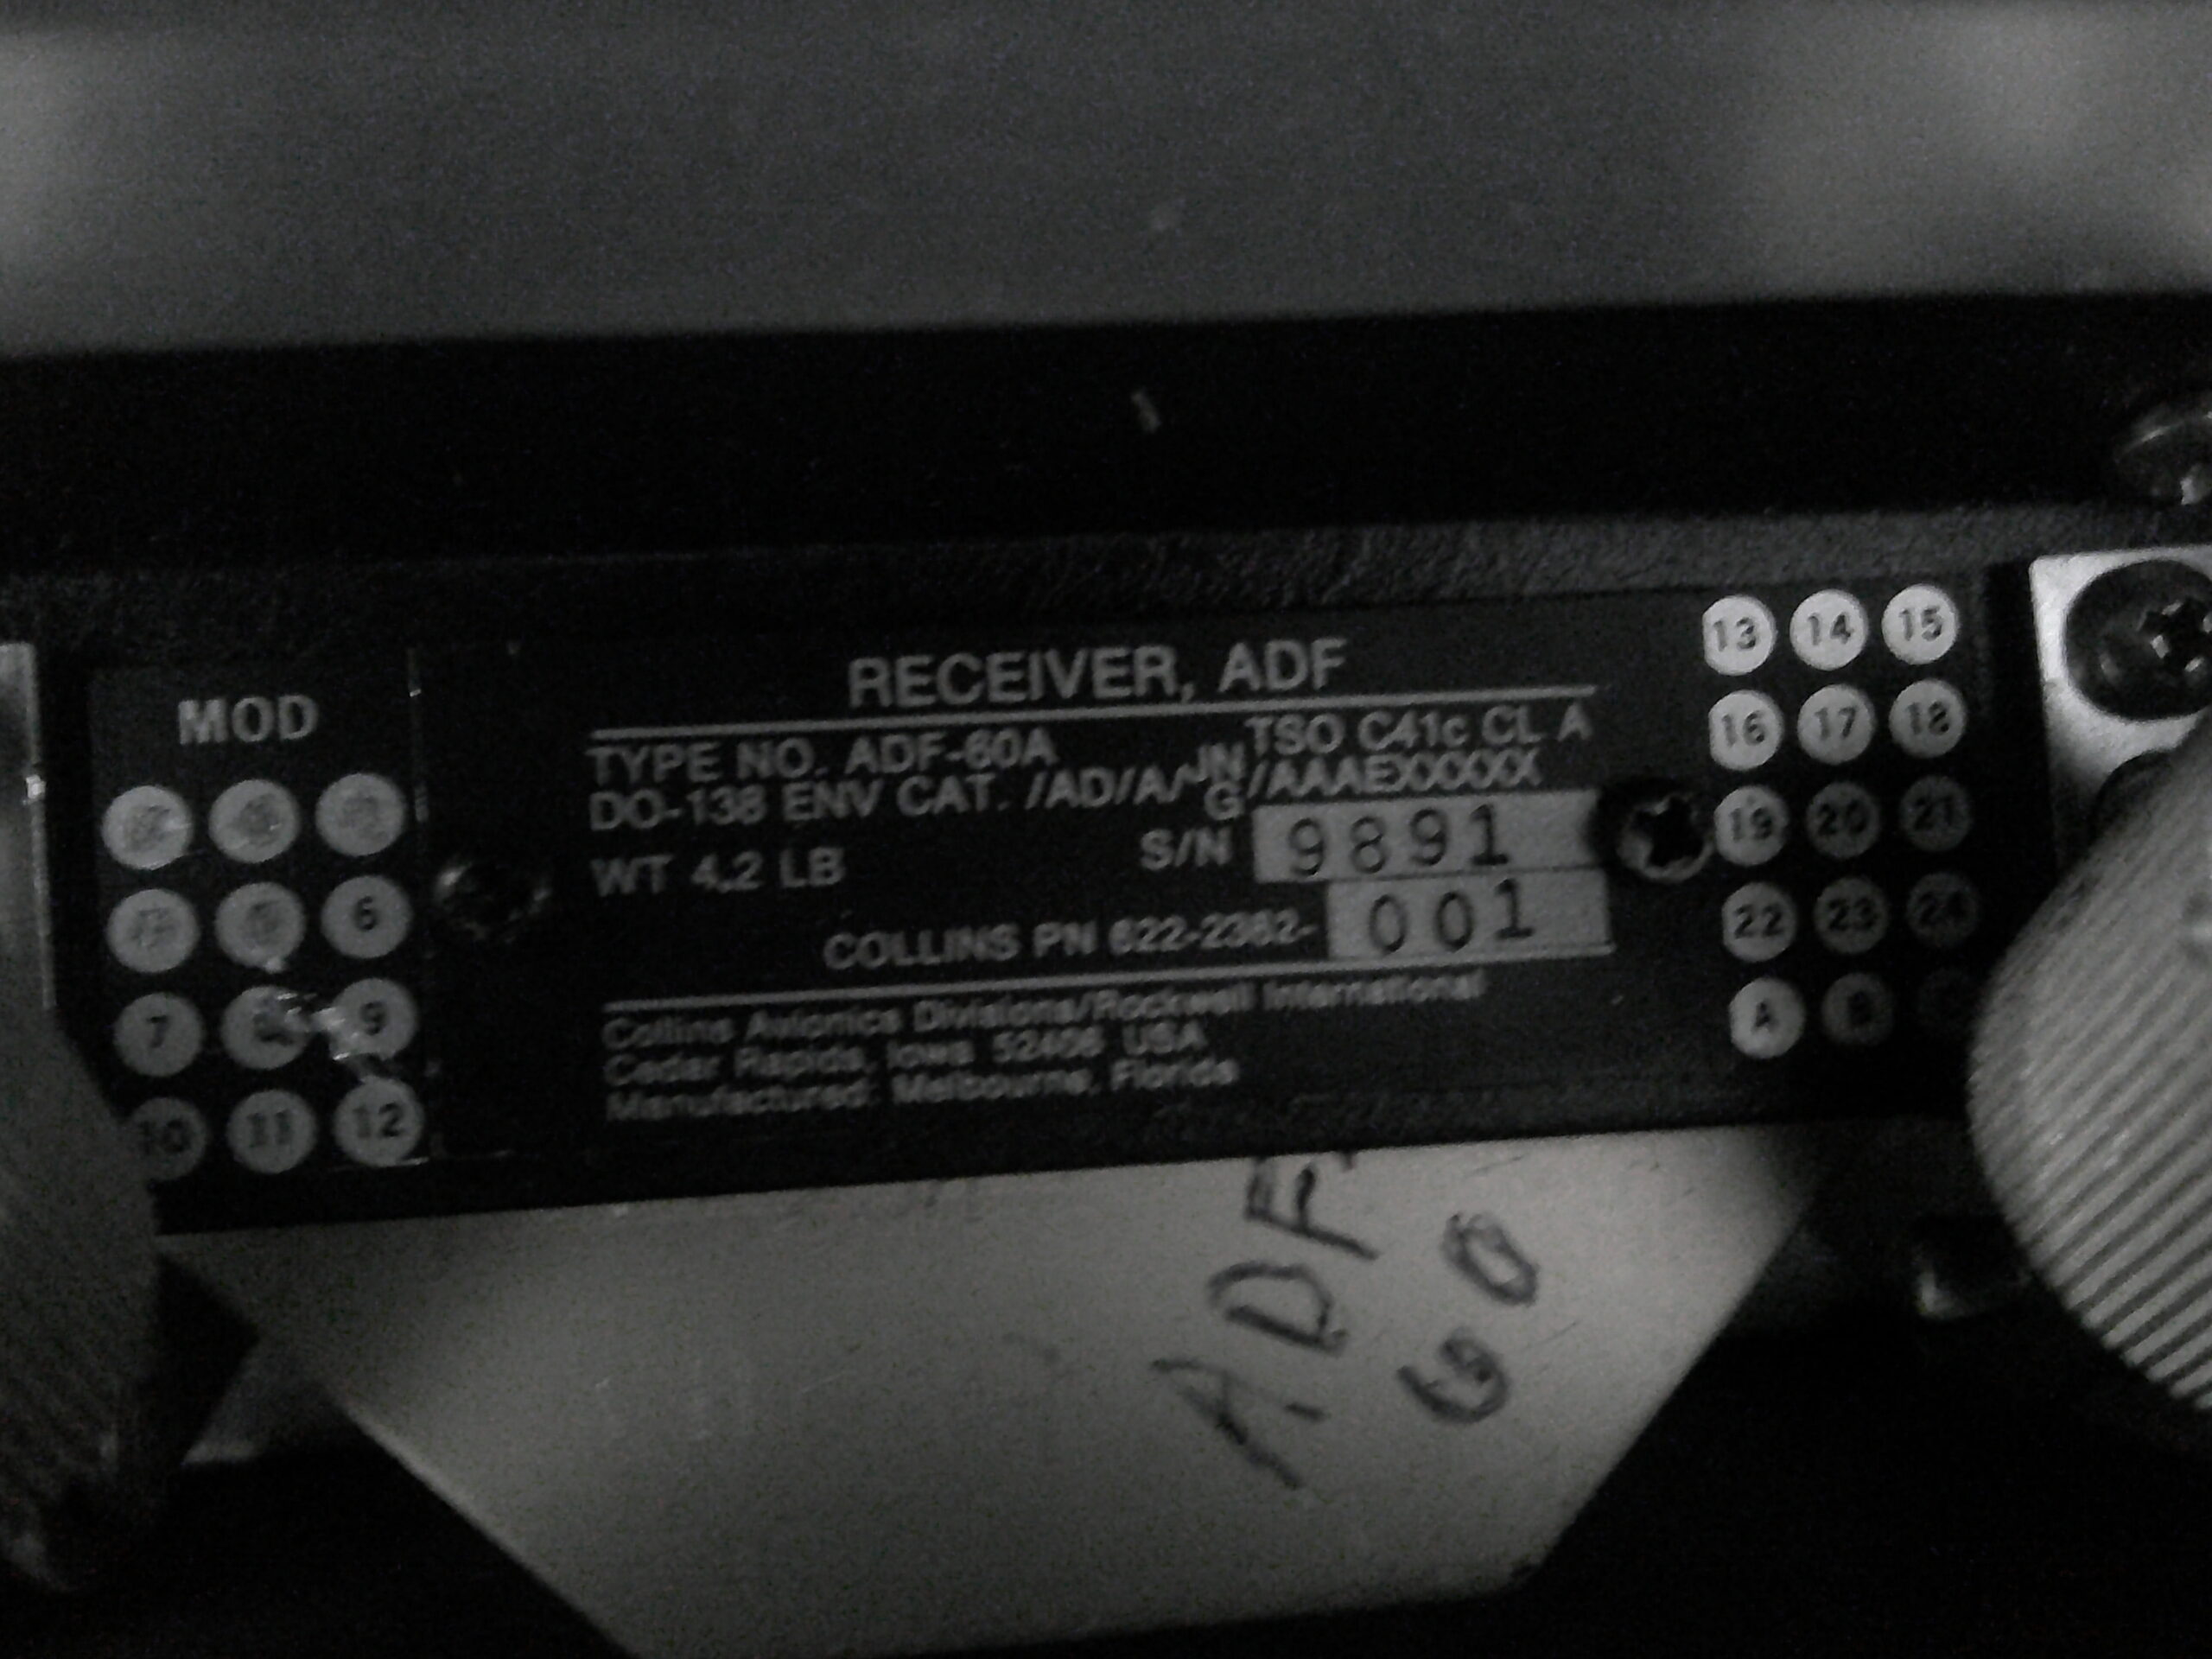 RECEIVER, ADF
MOD
TYPE NO. ADF-60A TSO C41c CL A
DO-138 ENV CAT. /AD/A/JN/AAAEXXXXX
G
WT 4.2 LB S/N 9891
COLLINS PN 622-2362-001
Collins Avionics Divisions/Rockwell International
Cedar Rapids, Iowa 52406 USA
Manufactured: Melbourne, Florida
6
7 8 9
10 11 12
13 14 15
16 17 18
19 20 21
22 23 24
A B
ADF
60